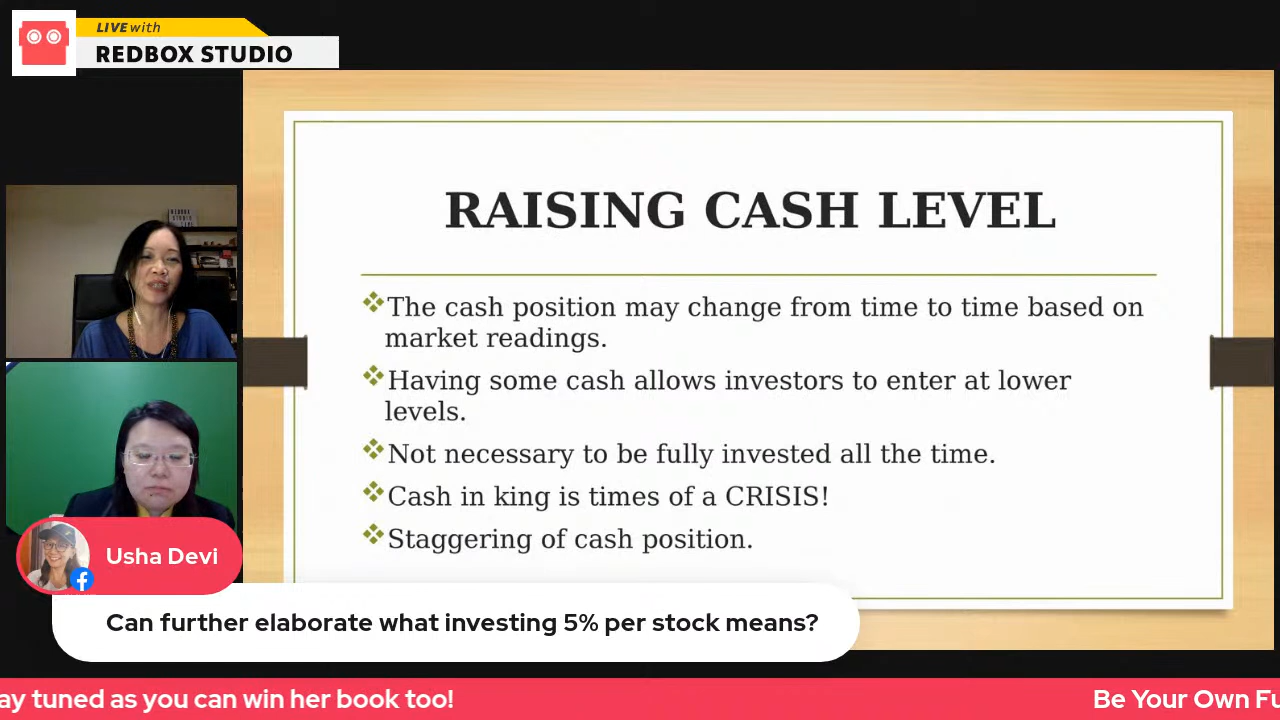 LIVE with
REDBOX STUDIO
RAISING CASH LEVEL
The cash position may change from time to time based on
market readings.
Having some cash allows investors to enter at lower
levels.
Not necessary to be fully invested all the time.
Cash in king is times of a CRISIS!
Staggering of cash position.
Usha Devi
Can further elaborate what investing 5% per stock means?
ay tuned as you can win her book too!
Be Your Own Fu